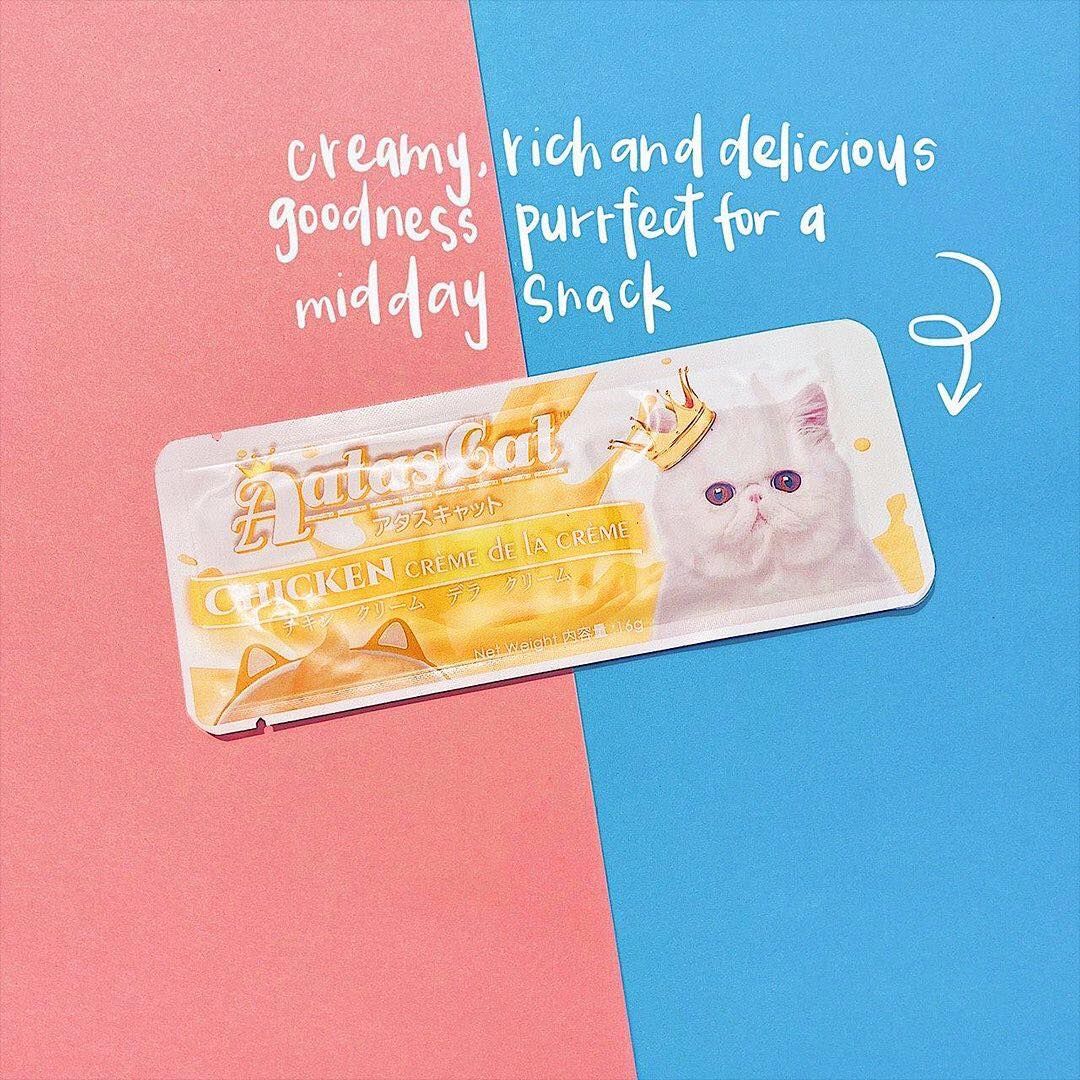 creamy, rich and delicious
goodness purrfect for a
midday snack
AatasCat™
アタスキャット
CHICKEN CRÈME de la CRÈME
チキン クリーム デラ クリーム
Net Weight 内容量:16g